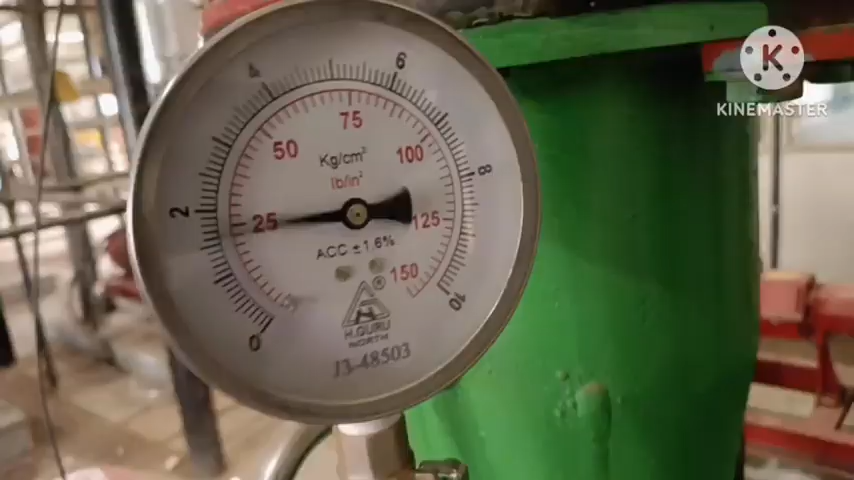 KINEMASTER
0
2
4
6
8
10
25
50
75
100
125
150
Kg/cm²
lb/in²
ACC ± 1.6%
®
H.GURU
NORTH
J3-48503